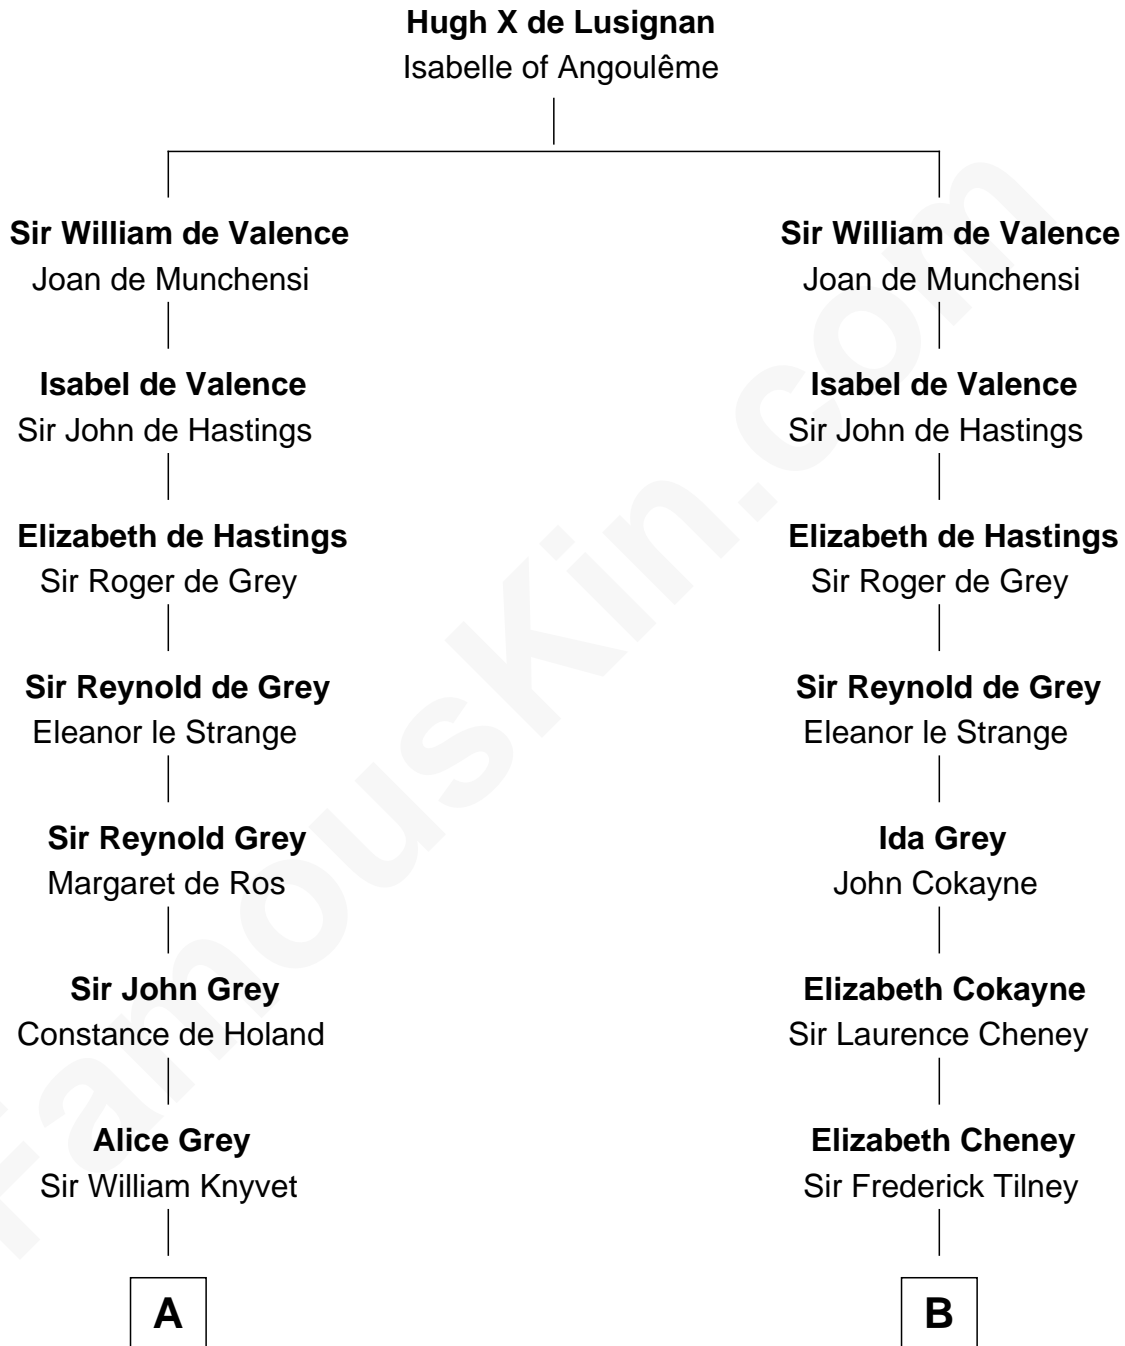 Hugh X de Lusignan
Isabelle of Angoulême
Sir William de Valence
Joan de Munchensi
Isabel de Valence
Sir John de Hastings
Elizabeth de Hastings
Sir Roger de Grey
Sir Reynold de Grey
Eleanor le Strange
Sir Reynold Grey
Margaret de Ros
Sir John Grey
Constance de Holand
Alice Grey
Sir William Knyvet
A
Sir William de Valence
Joan de Munchensi
Isabel de Valence
Sir John de Hastings
Elizabeth de Hastings
Sir Roger de Grey
Sir Reynold de Grey
Eleanor le Strange
Ida Grey
John Cokayne
Elizabeth Cokayne
Sir Laurence Cheney
Elizabeth Cheney
Sir Frederick Tilney
B
FamousKin.com